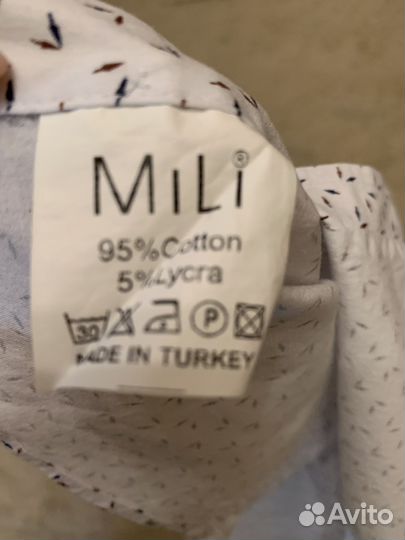 MiLi®
95%Cotton
5%Lycra
30 P
MADE IN TURKEY
Avito